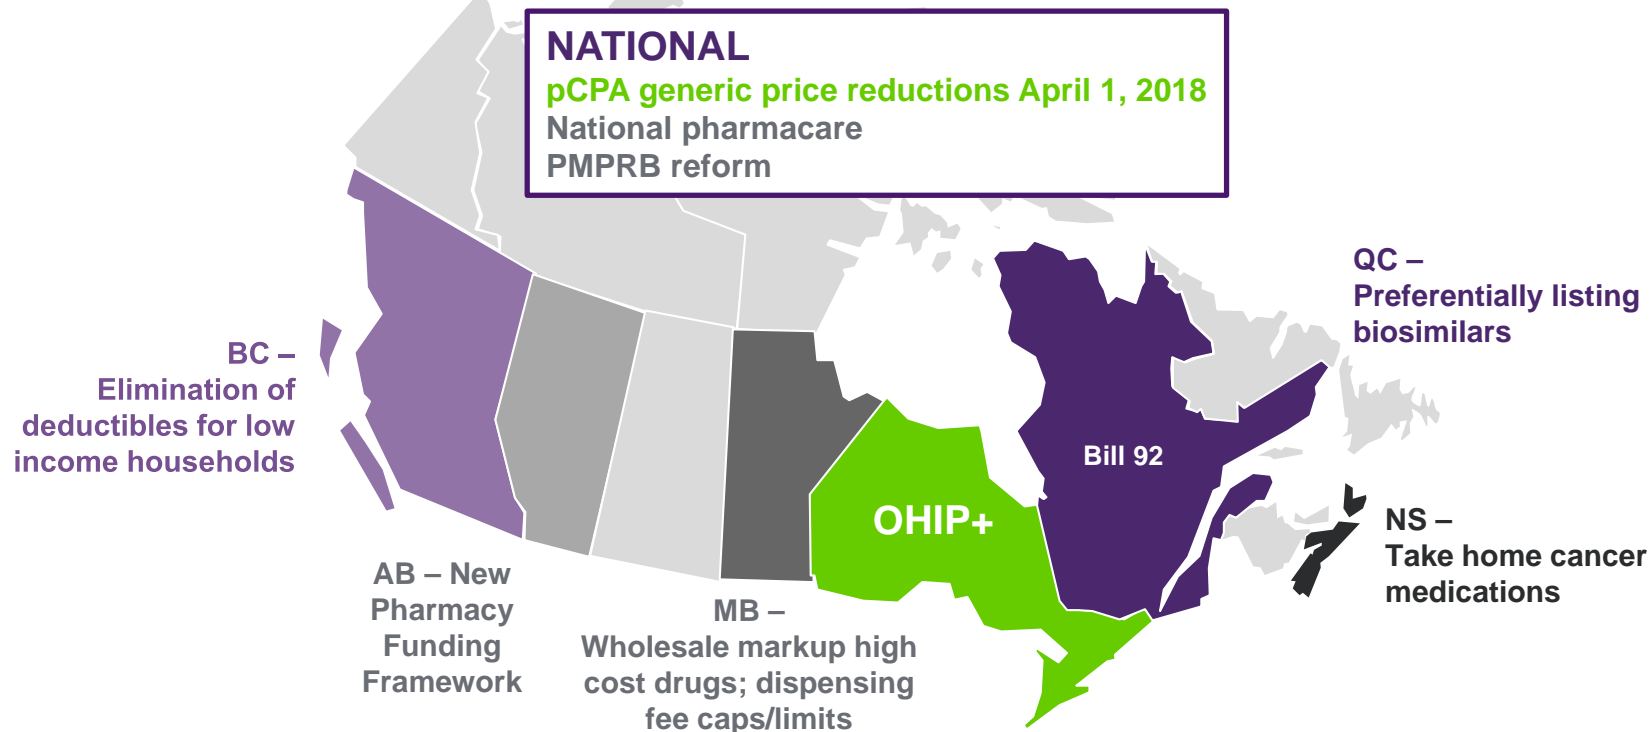 NATIONAL
pCPA generic price reductions April 1, 2018
National pharmacare
PMPRB reform
QC –
Preferentially listing
biosimilars
BC –
Elimination of
deductibles for low
income households
Bill 92
OHIP+
NS –
Take home cancer
medications
AB – New
Pharmacy
Funding
Framework
MB –
Wholesale markup high
cost drugs; dispensing
fee caps/limits